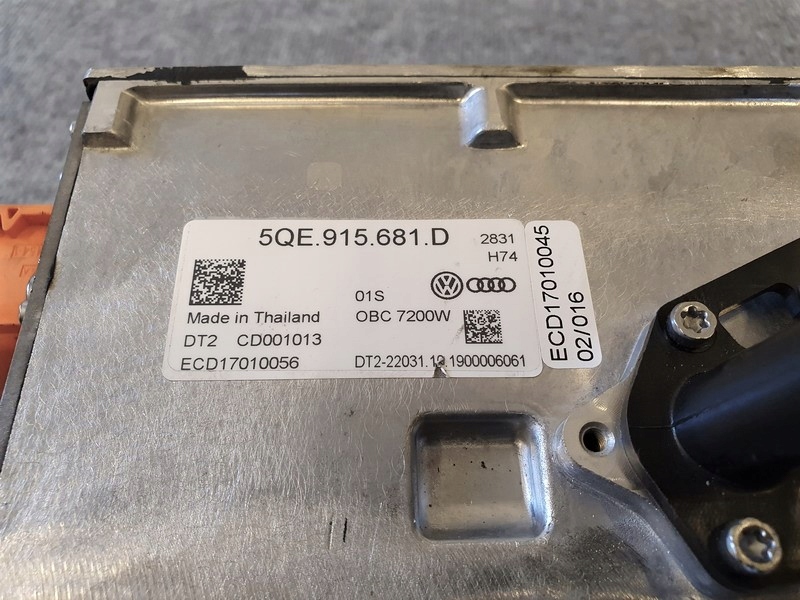 5QE.915.681.D
2831
H74
01S
Made in Thailand
OBC 7200W
DT2 CD001013
ECD17010056
DT2-22031.19 1900006061
ECD17010045
02/016